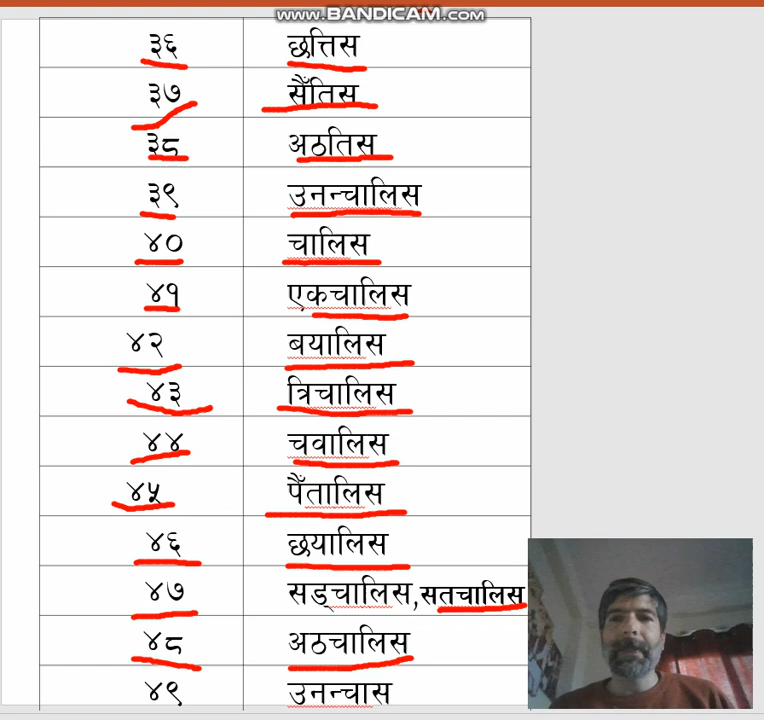 www.BANDICAM.com
३६ छत्तिस
३७ सैँतिस
३८ अठतिस
३९ उनन्चालिस
४० चालिस
४१ एकचालिस
४२ बयालिस
४३ त्रिचालिस
४४ चवालिस
४५ पैँतालिस
४६ छयालिस
४७ सड्चालिस,सतचालिस
४८ अठचालिस
४९ उनन्चास